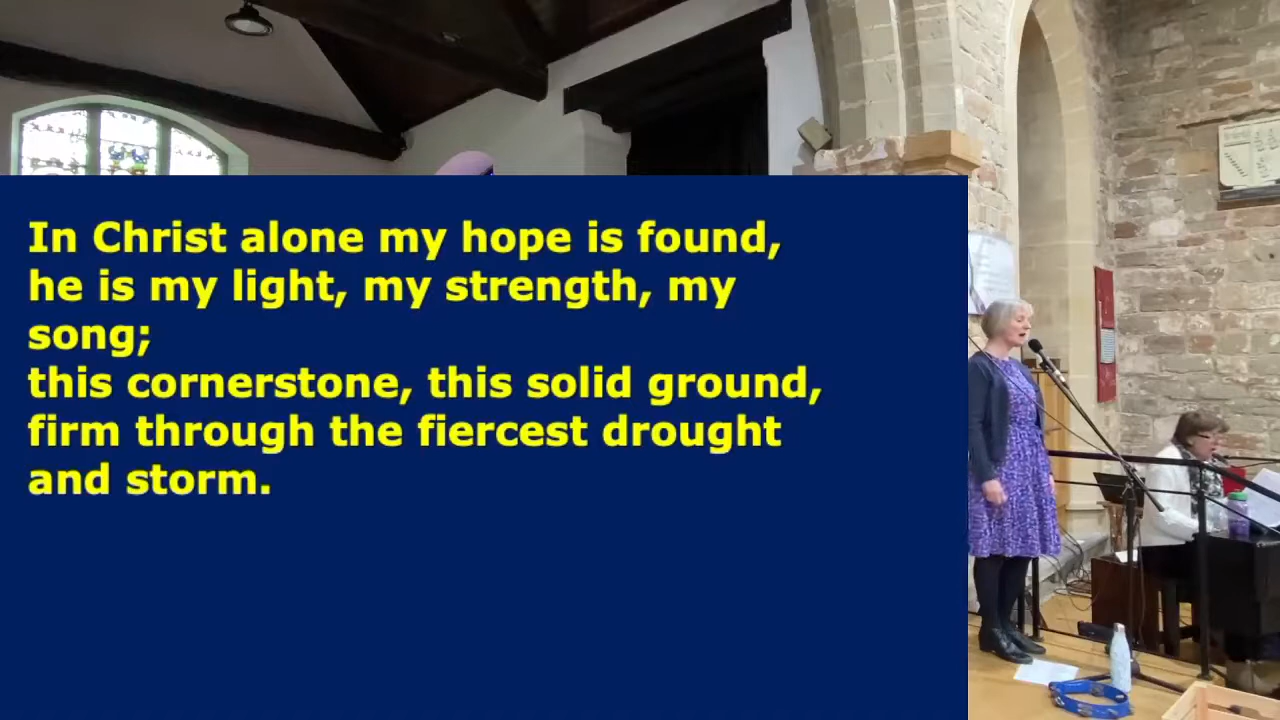 In Christ alone my hope is found,
he is my light, my strength, my
song;
this cornerstone, this solid ground,
firm through the fiercest drought
and storm.